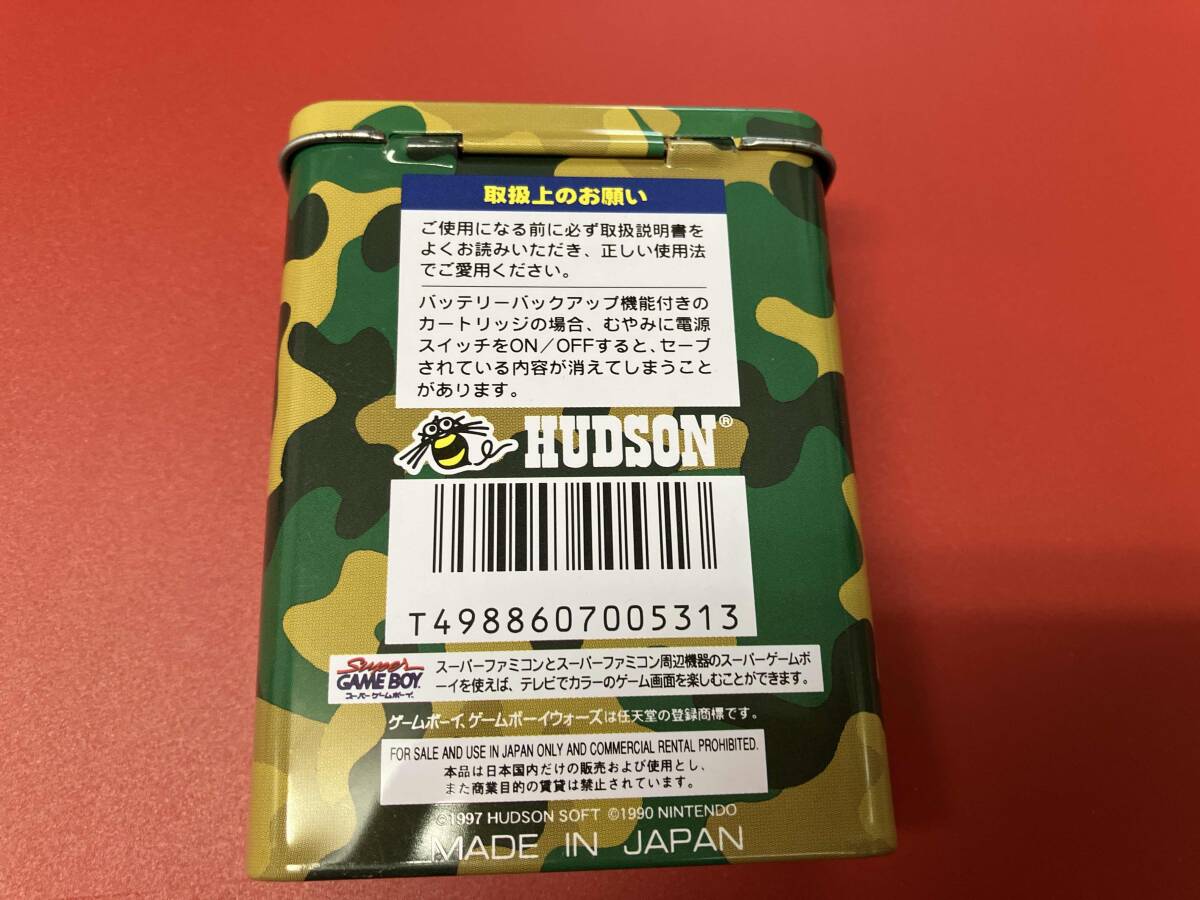 取扱上のお願い
ご使用になる前に必ず取扱説明書を
よくお読みいただき、正しい使用法
でご愛用ください。
バッテリーバックアップ機能付きの
カートリッジの場合、むやみに電源
スイッチをON/OFFすると、セーブ
されている内容が消えてしまうこと
があります。
HUDSON®
T4988607005313
Super
GAME BOY.
スーパーゲームボーイ.
スーパーファミコンとスーパーファミコン周辺機器のスーパーゲームボ
ーイを使えば、テレビでカラーのゲーム画面を楽しむことができます。
ゲームボーイ、ゲームボーイウォーズは任天堂の登録商標です。
FOR SALE AND USE IN JAPAN ONLY AND COMMERCIAL RENTAL PROHIBITED.
本品は日本国内だけの販売および使用とし、
また商業目的の賃貸は禁止されています。
©1997 HUDSON SOFT ©1990 NINTENDO
MADE IN JAPAN